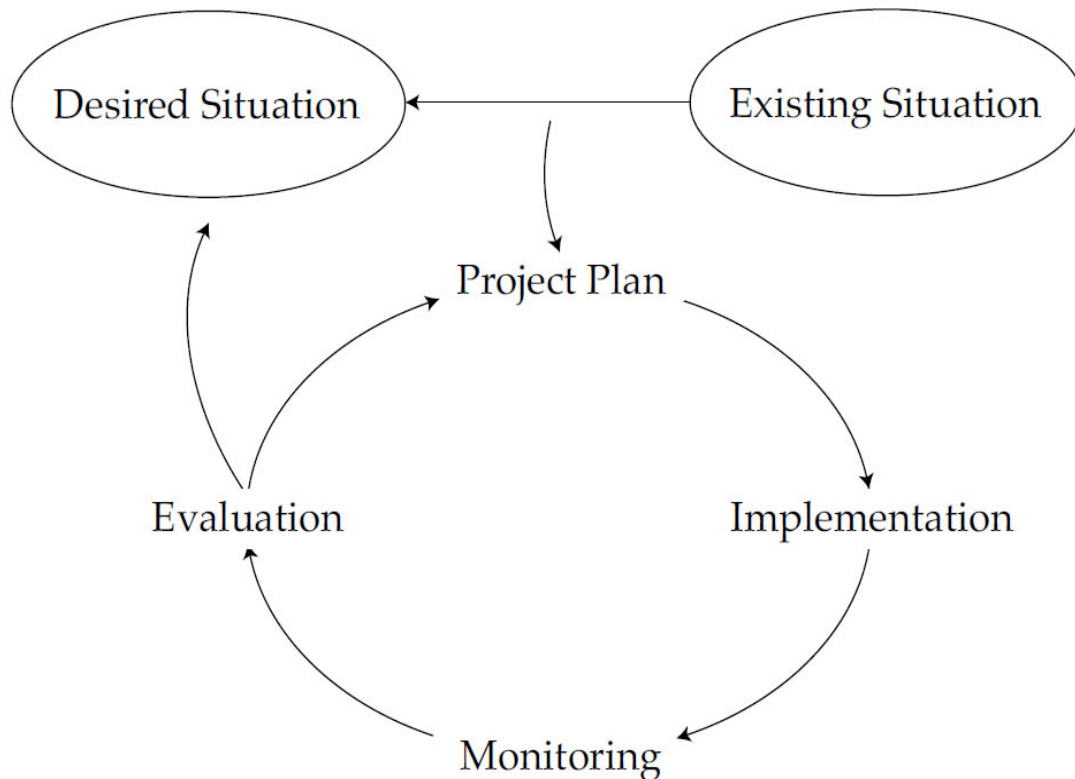 Desired Situation
Existing Situation
Project Plan
Evaluation
Implementation
Monitoring